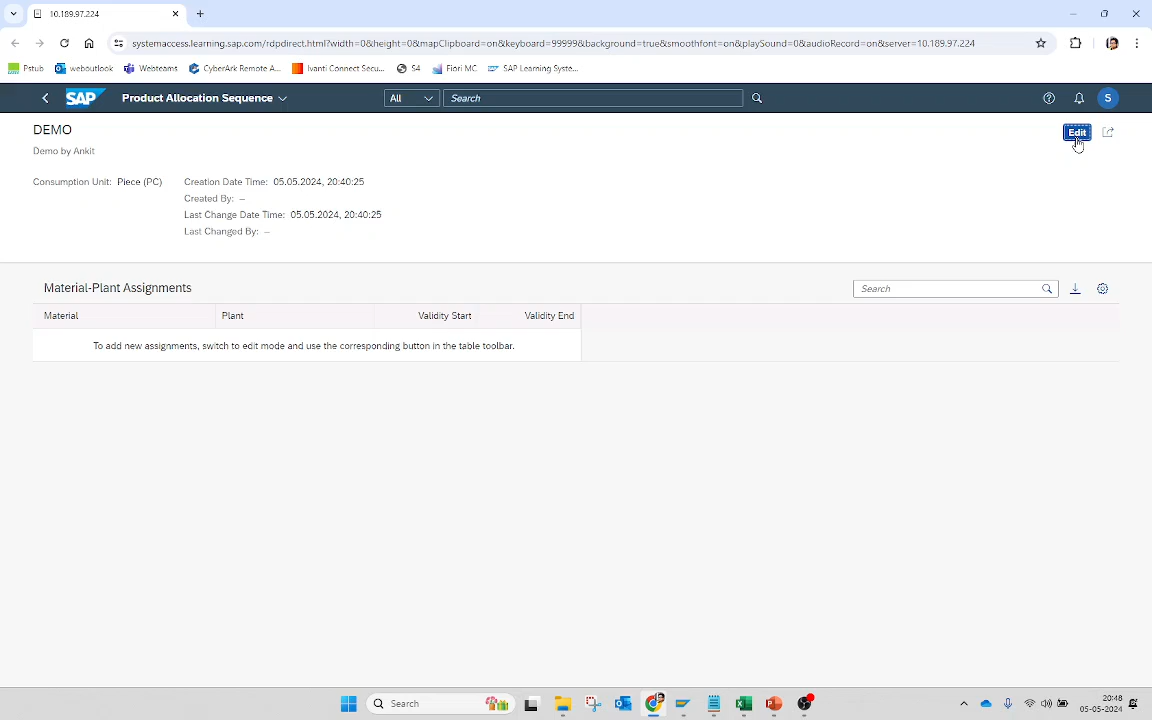 10.189.97.224
systemaccess.learning.sap.com/rdpdirect.html?width=0&height=0&mapClipboard=on&keyboard=99999&background=true&smoothfont=on&playSound=0&audioRecord=on&server=10.189.97.224
Pstub weboutlook Webteams CyberArk Remote A... Ivanti Connect Secu... S4 Fiori MC SAP Learning Syste...
SAP Product Allocation Sequence All Search S
DEMO
Edit
Demo by Ankit
Consumption Unit: Piece (PC) Creation Date Time: 05.05.2024, 20:40:25
Created By: –
Last Change Date Time: 05.05.2024, 20:40:25
Last Changed By: –
Material-Plant Assignments Search
Material Plant Validity Start Validity End
To add new assignments, switch to edit mode and use the corresponding button in the table toolbar.
Search
20:48
05-05-2024